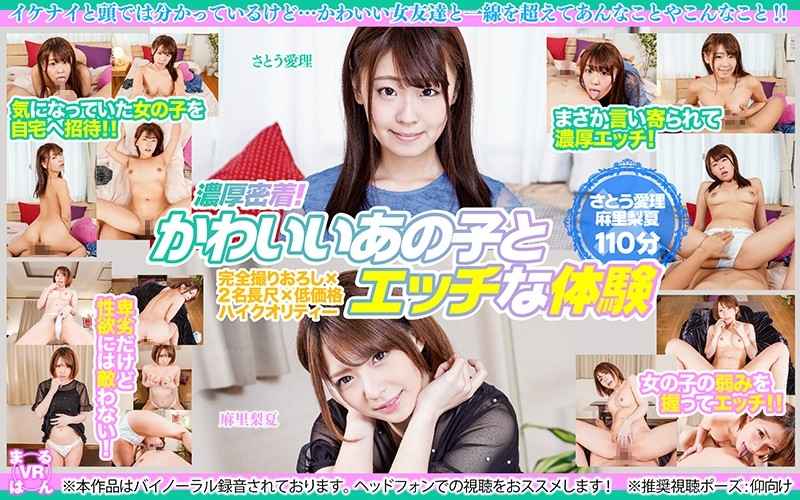 イケナイと頭では分かっているけど…かわいい女友達と一線を超えてあんなことやこんなこと!!
さとう愛理
気になっていた女の子を
自宅へ招待!!
まさか言い寄られて
濃厚エッチ!
濃厚密着!
かわいいあの子と
エッチな体験
さとう愛理
麻里梨夏
110分
完全撮りおろし×
2名長尺×低価格
ハイクオリティー
卑劣だけど
性欲には敵わない!
麻里梨夏
女の子の弱みを
握ってエッチ!!
まーる
VR
ばーん
※本作品はバイノーラル録音されております。ヘッドフォンでの視聴をおススメします! ※推奨視聴ポーズ:仰向け